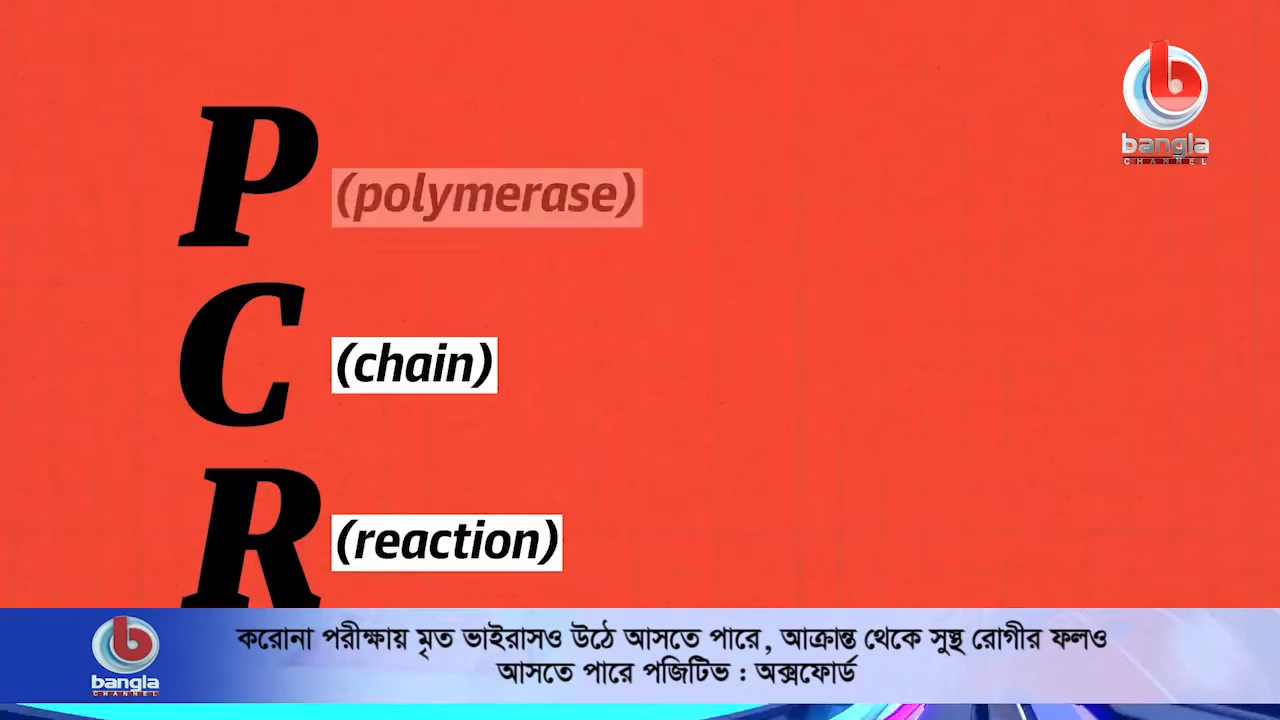 P (polymerase)
bangla
CHANNEL
C (chain)
R (reaction)
করোনা পরীক্ষায় মৃত ভাইরাসও উঠে আসতে পারে, আক্রান্ত থেকে সুস্থ রোগীর ফলও
আসতে পারে পজিটিভ : অক্সফোর্ড
bangla
CHANNEL